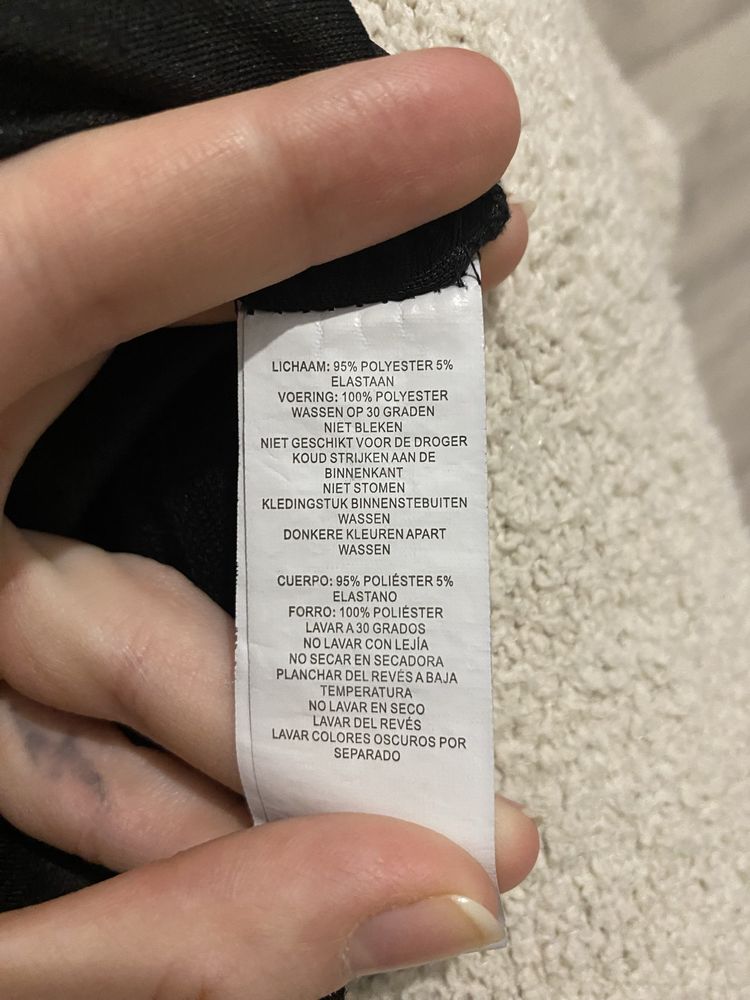 LICHAAM: 95% POLYESTER 5%
ELASTAAN
VOERING: 100% POLYESTER
WASSEN OP 30 GRADEN
NIET BLEKEN
NIET GESCHIKT VOOR DE DROGER
KOUD STRIJKEN AAN DE
BINNENKANT
NIET STOMEN
KLEDINGSTUK BINNENSTEBUITEN
WASSEN
DONKERE KLEUREN APART
WASSEN
CUERPO: 95% POLIÉSTER 5%
ELASTANO
FORRO: 100% POLIÉSTER
LAVAR A 30 GRADOS
NO LAVAR CON LEJÍA
NO SECAR EN SECADORA
PLANCHAR DEL REVÉS A BAJA
TEMPERATURA
NO LAVAR EN SECO
LAVAR DEL REVÉS
LAVAR COLORES OSCUROS POR
SEPARADO